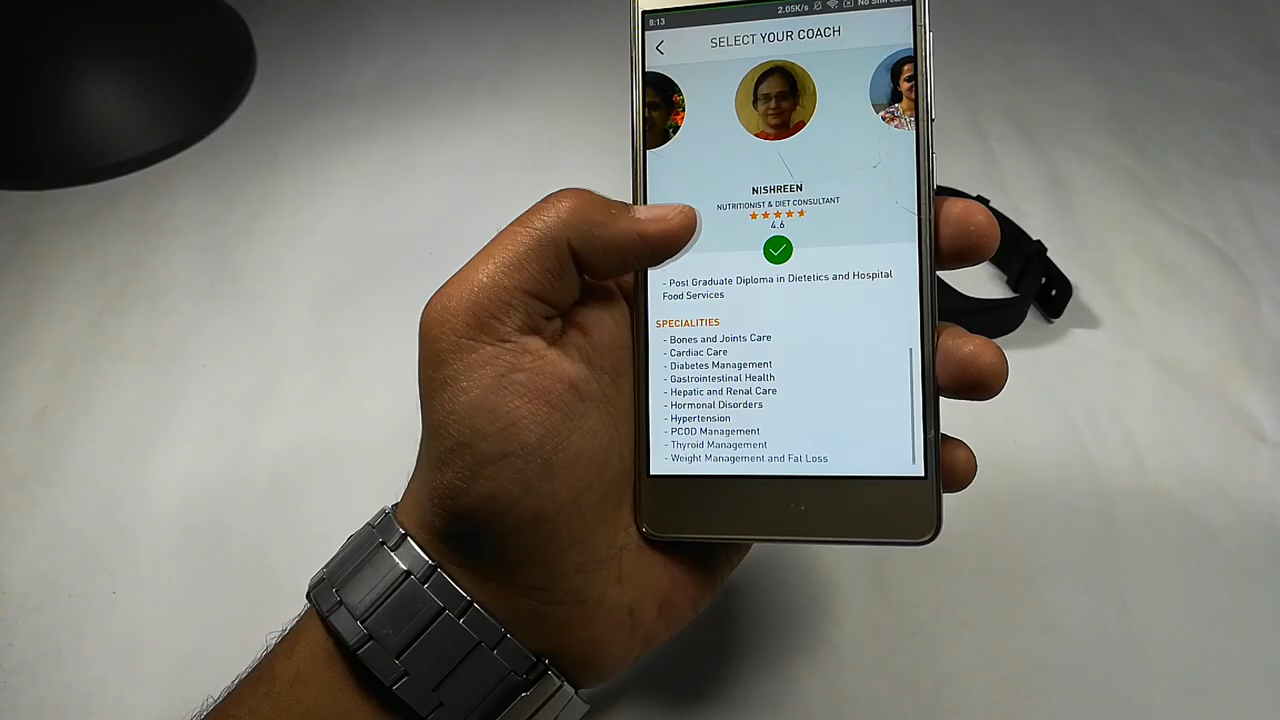 8:13 2.05K/s No Sim card
SELECT YOUR COACH
NISHREEN
NUTRITIONIST & DIET CONSULTANT
4.6
- Post Graduate Diploma in Dietetics and Hospital
Food Services
SPECIALITIES
- Bones and Joints Care
- Cardiac Care
- Diabetes Management
- Gastrointestinal Health
- Hepatic and Renal Care
- Hormonal Disorders
- Hypertension
- PCOD Management
- Thyroid Management
- Weight Management and Fat Loss